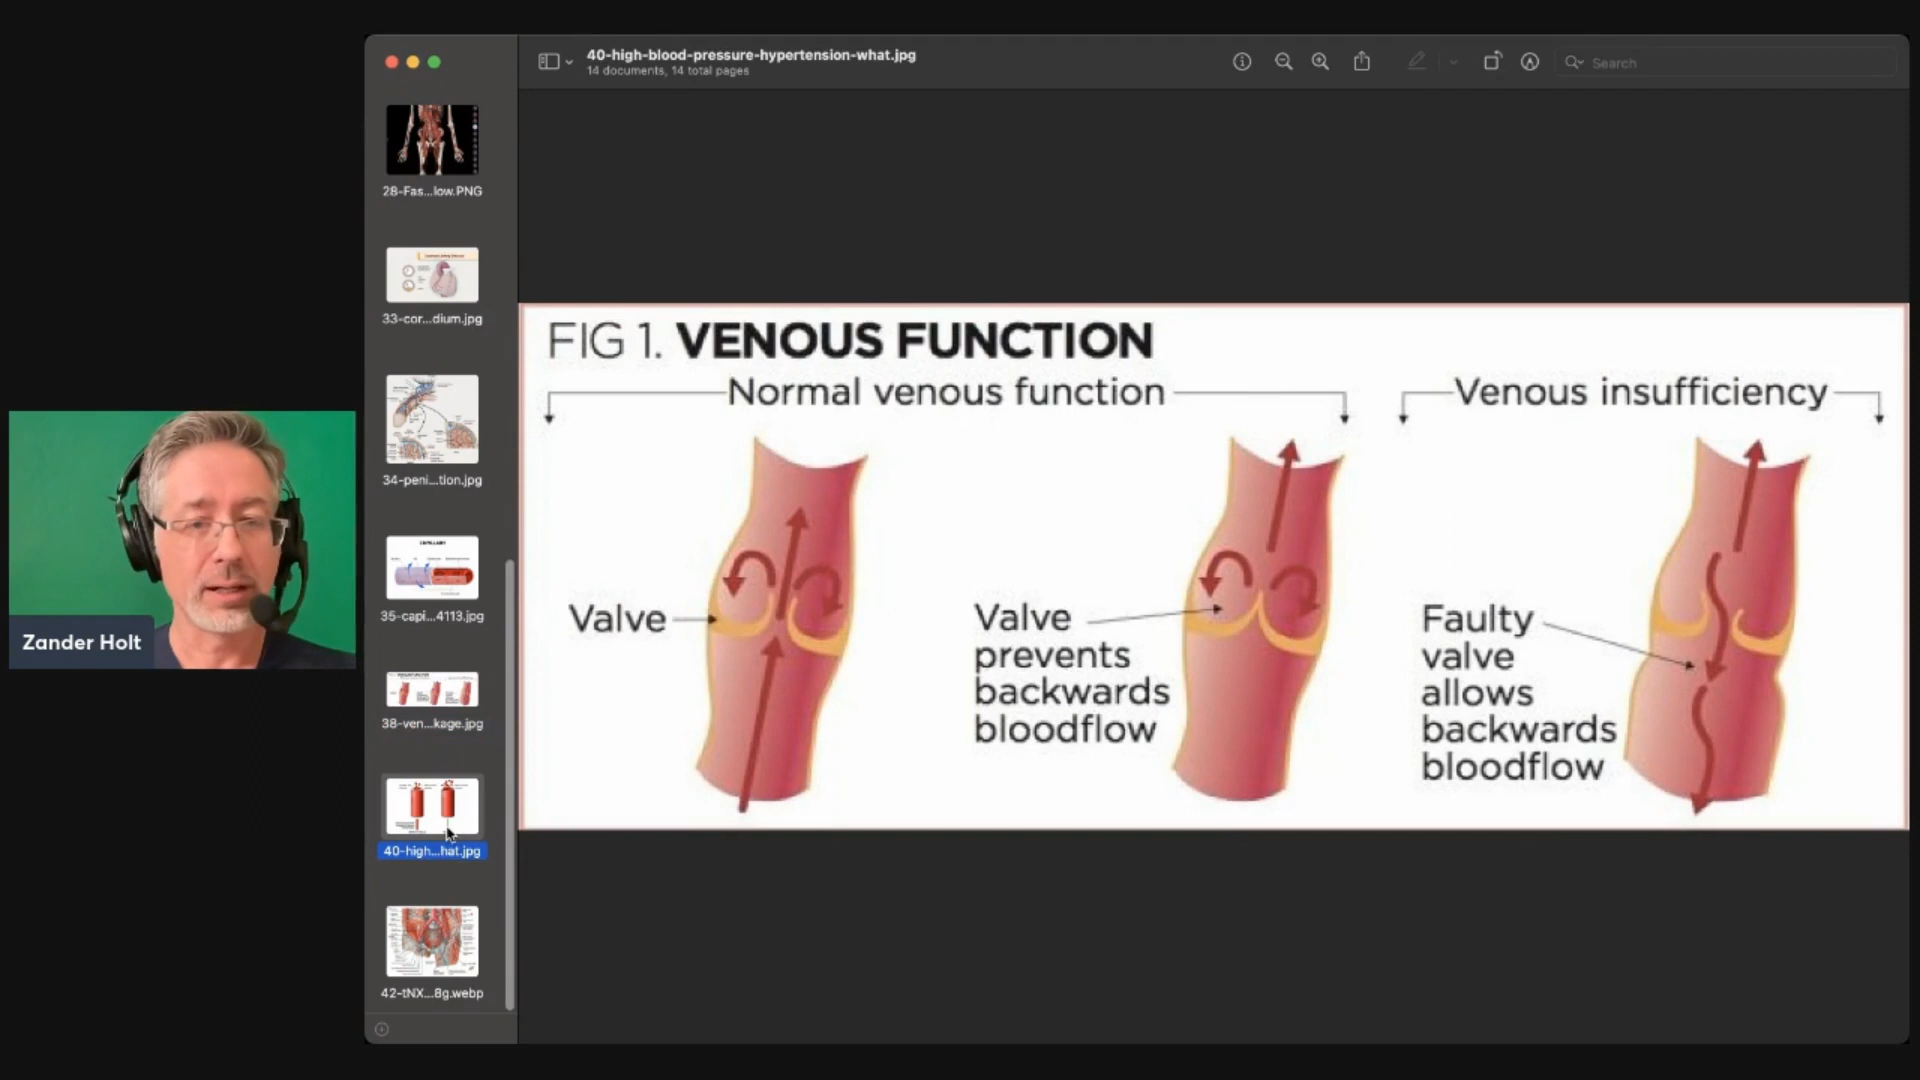 40-high-blood-pressure-hypertension-what.jpg
14 documents, 14 total pages
Search
28-Fas...low.PNG
33-cor...dium.jpg
34-peni...tion.jpg
CAPILLARY
35-capi...4113.jpg
38-ven...kage.jpg
40-high...hat.jpg
42-tNX...8g.webp
Zander Holt
FIG 1. VENOUS FUNCTION
Normal venous function
Venous insufficiency
Valve
Valve
prevents
backwards
bloodflow
Faulty
valve
allows
backwards
bloodflow